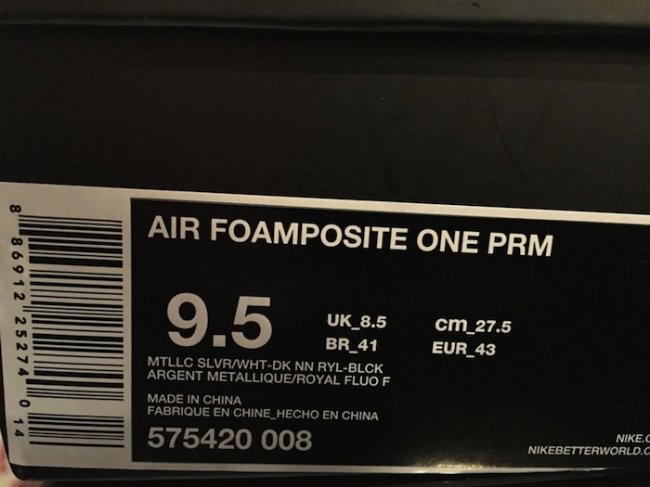 AIR FOAMPOSITE ONE PRM
9.5
UK_8.5 cm_27.5
BR_41 EUR_43
MTLLC SLVR/WHT-DK NN RYL-BLCK
ARGENT METALLIQUE/ROYAL FLUO F
MADE IN CHINA
FABRIQUE EN CHINE_HECHO EN CHINA
575420 008
NIKE.C
NIKEBETTERWORLD.C
8 86912 25274 0 14